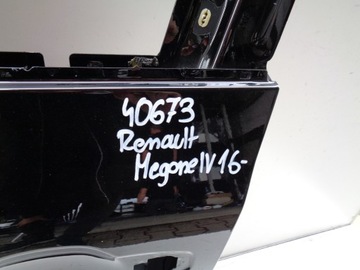 40673
Renault
Megane IV 16-